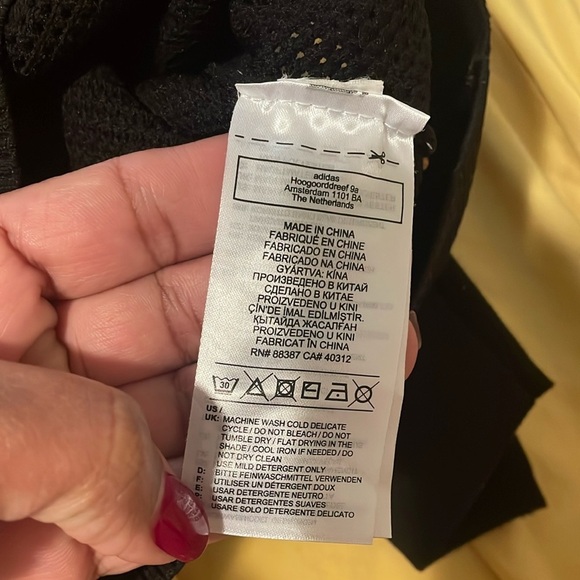 adidas
Hoogoorddreef 9a
Amsterdam 1101 BA
The Netherlands
MADE IN CHINA
FABRIQUÉ EN CHINE
FABRICADO EN CHINA
FABRICADO NA CHINA
GYÁRTVA: KÍNA
ПРОИЗВЕДЕНО В КИТАЙ
СДЕЛАНО В КИТАЕ
PROIZVEDENO U KINI
ÇIN'DE İMAL EDİLMİŞTİR.
ҚЫТАЙДА ЖАСАЛҒАН
PROIZVEDENO U KINI
FABRICAT ÎN CHINA
RN# 88387 CA# 40312
30
US /
UK: MACHINE WASH COLD DELICATE
CYCLE / DO NOT BLEACH / DO NOT
TUMBLE DRY / FLAT DRYING IN THE
SHADE / COOL IRON IF NEEDED / DO
NOT DRY CLEAN
USE MILD DETERGENT ONLY
D: BITTE FEINWASCHMITTEL VERWENDEN
F: UTILISER UN DÉTERGENT DOUX
E: USAR DETERGENTE NEUTRO.
USAR DETERGENTES SUAVES
USARE SOLO DETERGENTE DELICATO